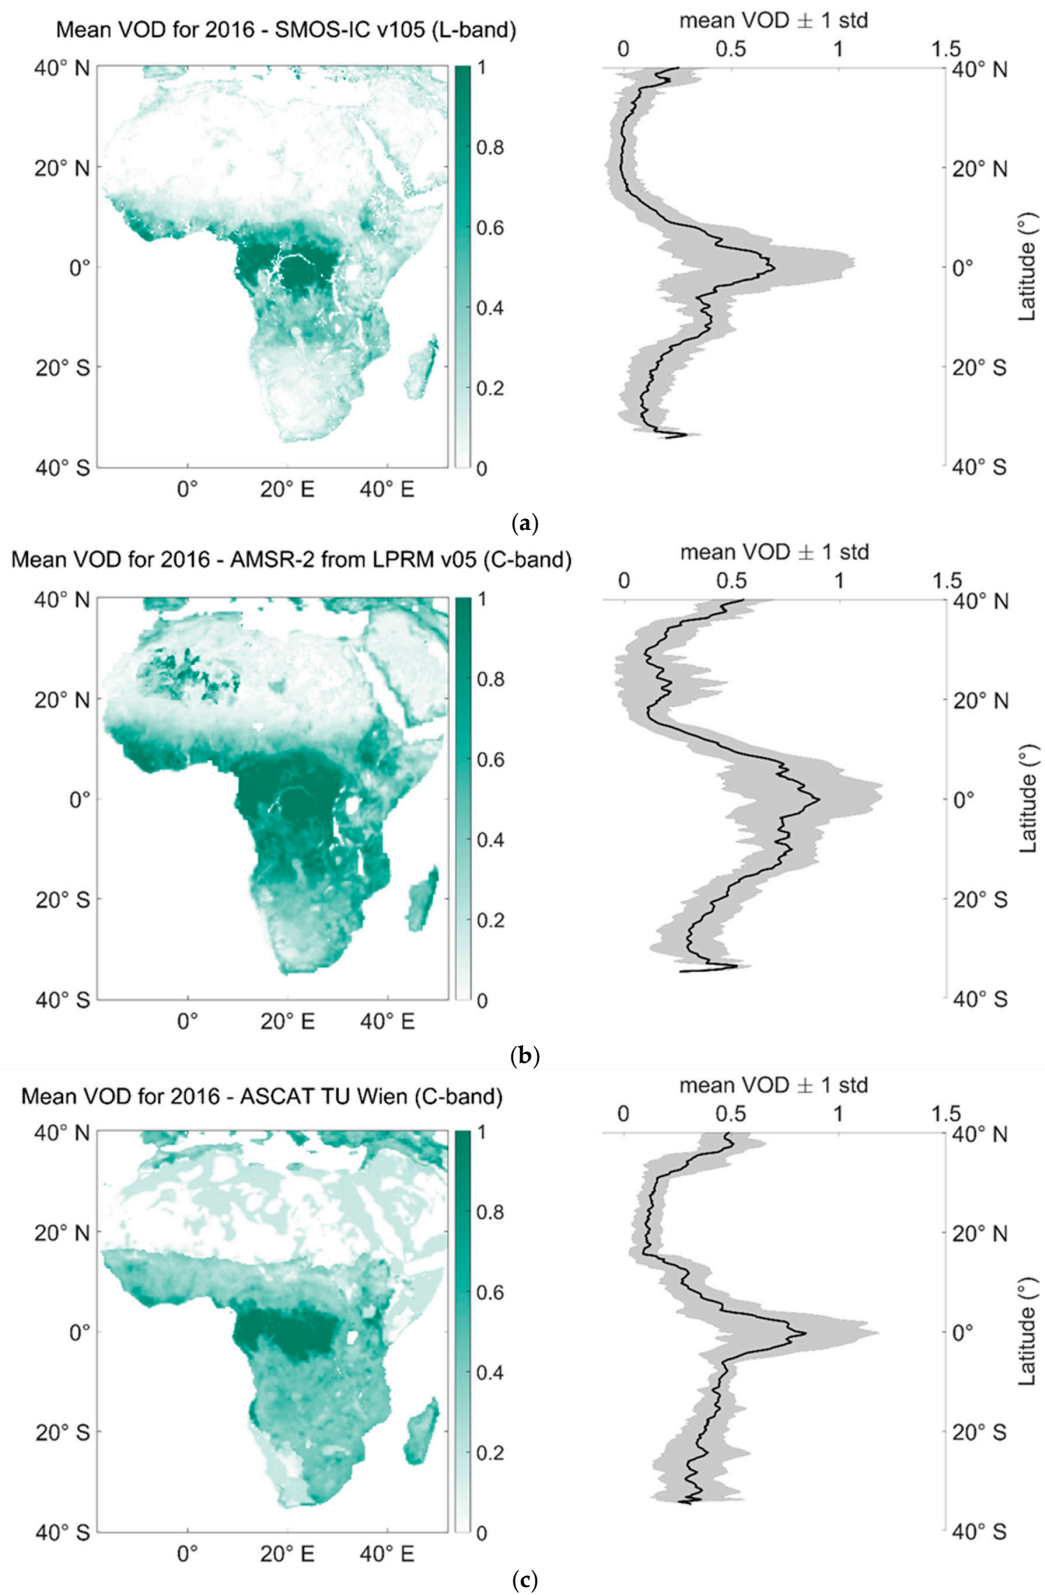 Mean VOD for 2016 - SMOS-IC v105 (L-band)
mean VOD ± 1 std
0 0.5 1 1.5
40° N
20° N
0°
20° S
40° S
0° 20° E 40° E
1
0.8
0.6
0.4
0.2
0
40° N
20° N
0°
20° S
40° S
Latitude (°)
(a)
Mean VOD for 2016 - AMSR-2 from LPRM v05 (C-band)
mean VOD ± 1 std
0 0.5 1 1.5
40° N
20° N
0°
20° S
40° S
0° 20° E 40° E
1
0.8
0.6
0.4
0.2
0
40° N
20° N
0°
20° S
40° S
Latitude (°)
(b)
Mean VOD for 2016 - ASCAT TU Wien (C-band)
mean VOD ± 1 std
0 0.5 1 1.5
40° N
20° N
0°
20° S
40° S
0° 20° E 40° E
1
0.8
0.6
0.4
0.2
0
40° N
20° N
0°
20° S
40° S
Latitude (°)
(c)